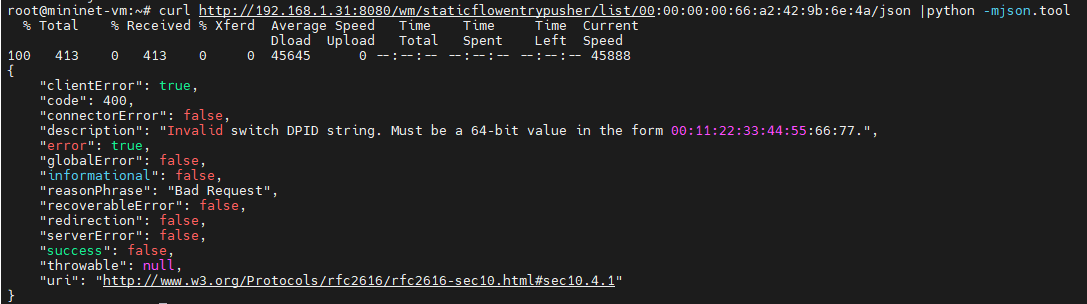 root@mininet-vm:~# curl http://192.168.1.31:8080/wm/staticflowentrypusher/list/00:00:00:00:66:a2:42:9b:6e:4a/json |python -mjson.tool
  % Total    % Received % Xferd  Average Speed   Time    Time     Time  Current
                                 Dload  Upload   Total   Spent    Left  Speed
100   413    0   413    0     0  45645      0 --:--:-- --:--:-- --:--:-- 45888
{
    "clientError": true,
    "code": 400,
    "connectorError": false,
    "description": "Invalid switch DPID string. Must be a 64-bit value in the form 00:11:22:33:44:55:66:77.",
    "error": true,
    "globalError": false,
    "informational": false,
    "reasonPhrase": "Bad Request",
    "recoverableError": false,
    "redirection": false,
    "serverError": false,
    "success": false,
    "throwable": null,
    "uri": "http://www.w3.org/Protocols/rfc2616/rfc2616-sec10.html#sec10.4.1"
}